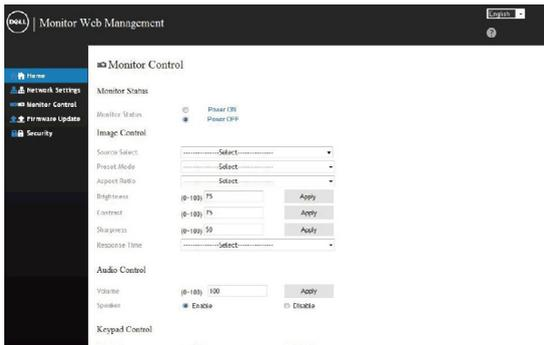 DELL | Monitor Web Management
English
?
Home
Network Settings
Monitor Control
Firmware Update
Security
Monitor Control
Monitor Status
Monitor Status
Power ON
Power OFF
Image Control
Source Select
---------------Select---------------
Preset Mode
---------------Select---------------
Aspect Ratio
---------------Select---------------
Brightness (0~100) 75 Apply
Contrast (0~100) 75 Apply
Sharpness (0~100) 50 Apply
Response Time
---------------Select---------------
Audio Control
Volume (0~100) 100 Apply
Speaker Enable Disable
Keypad Control